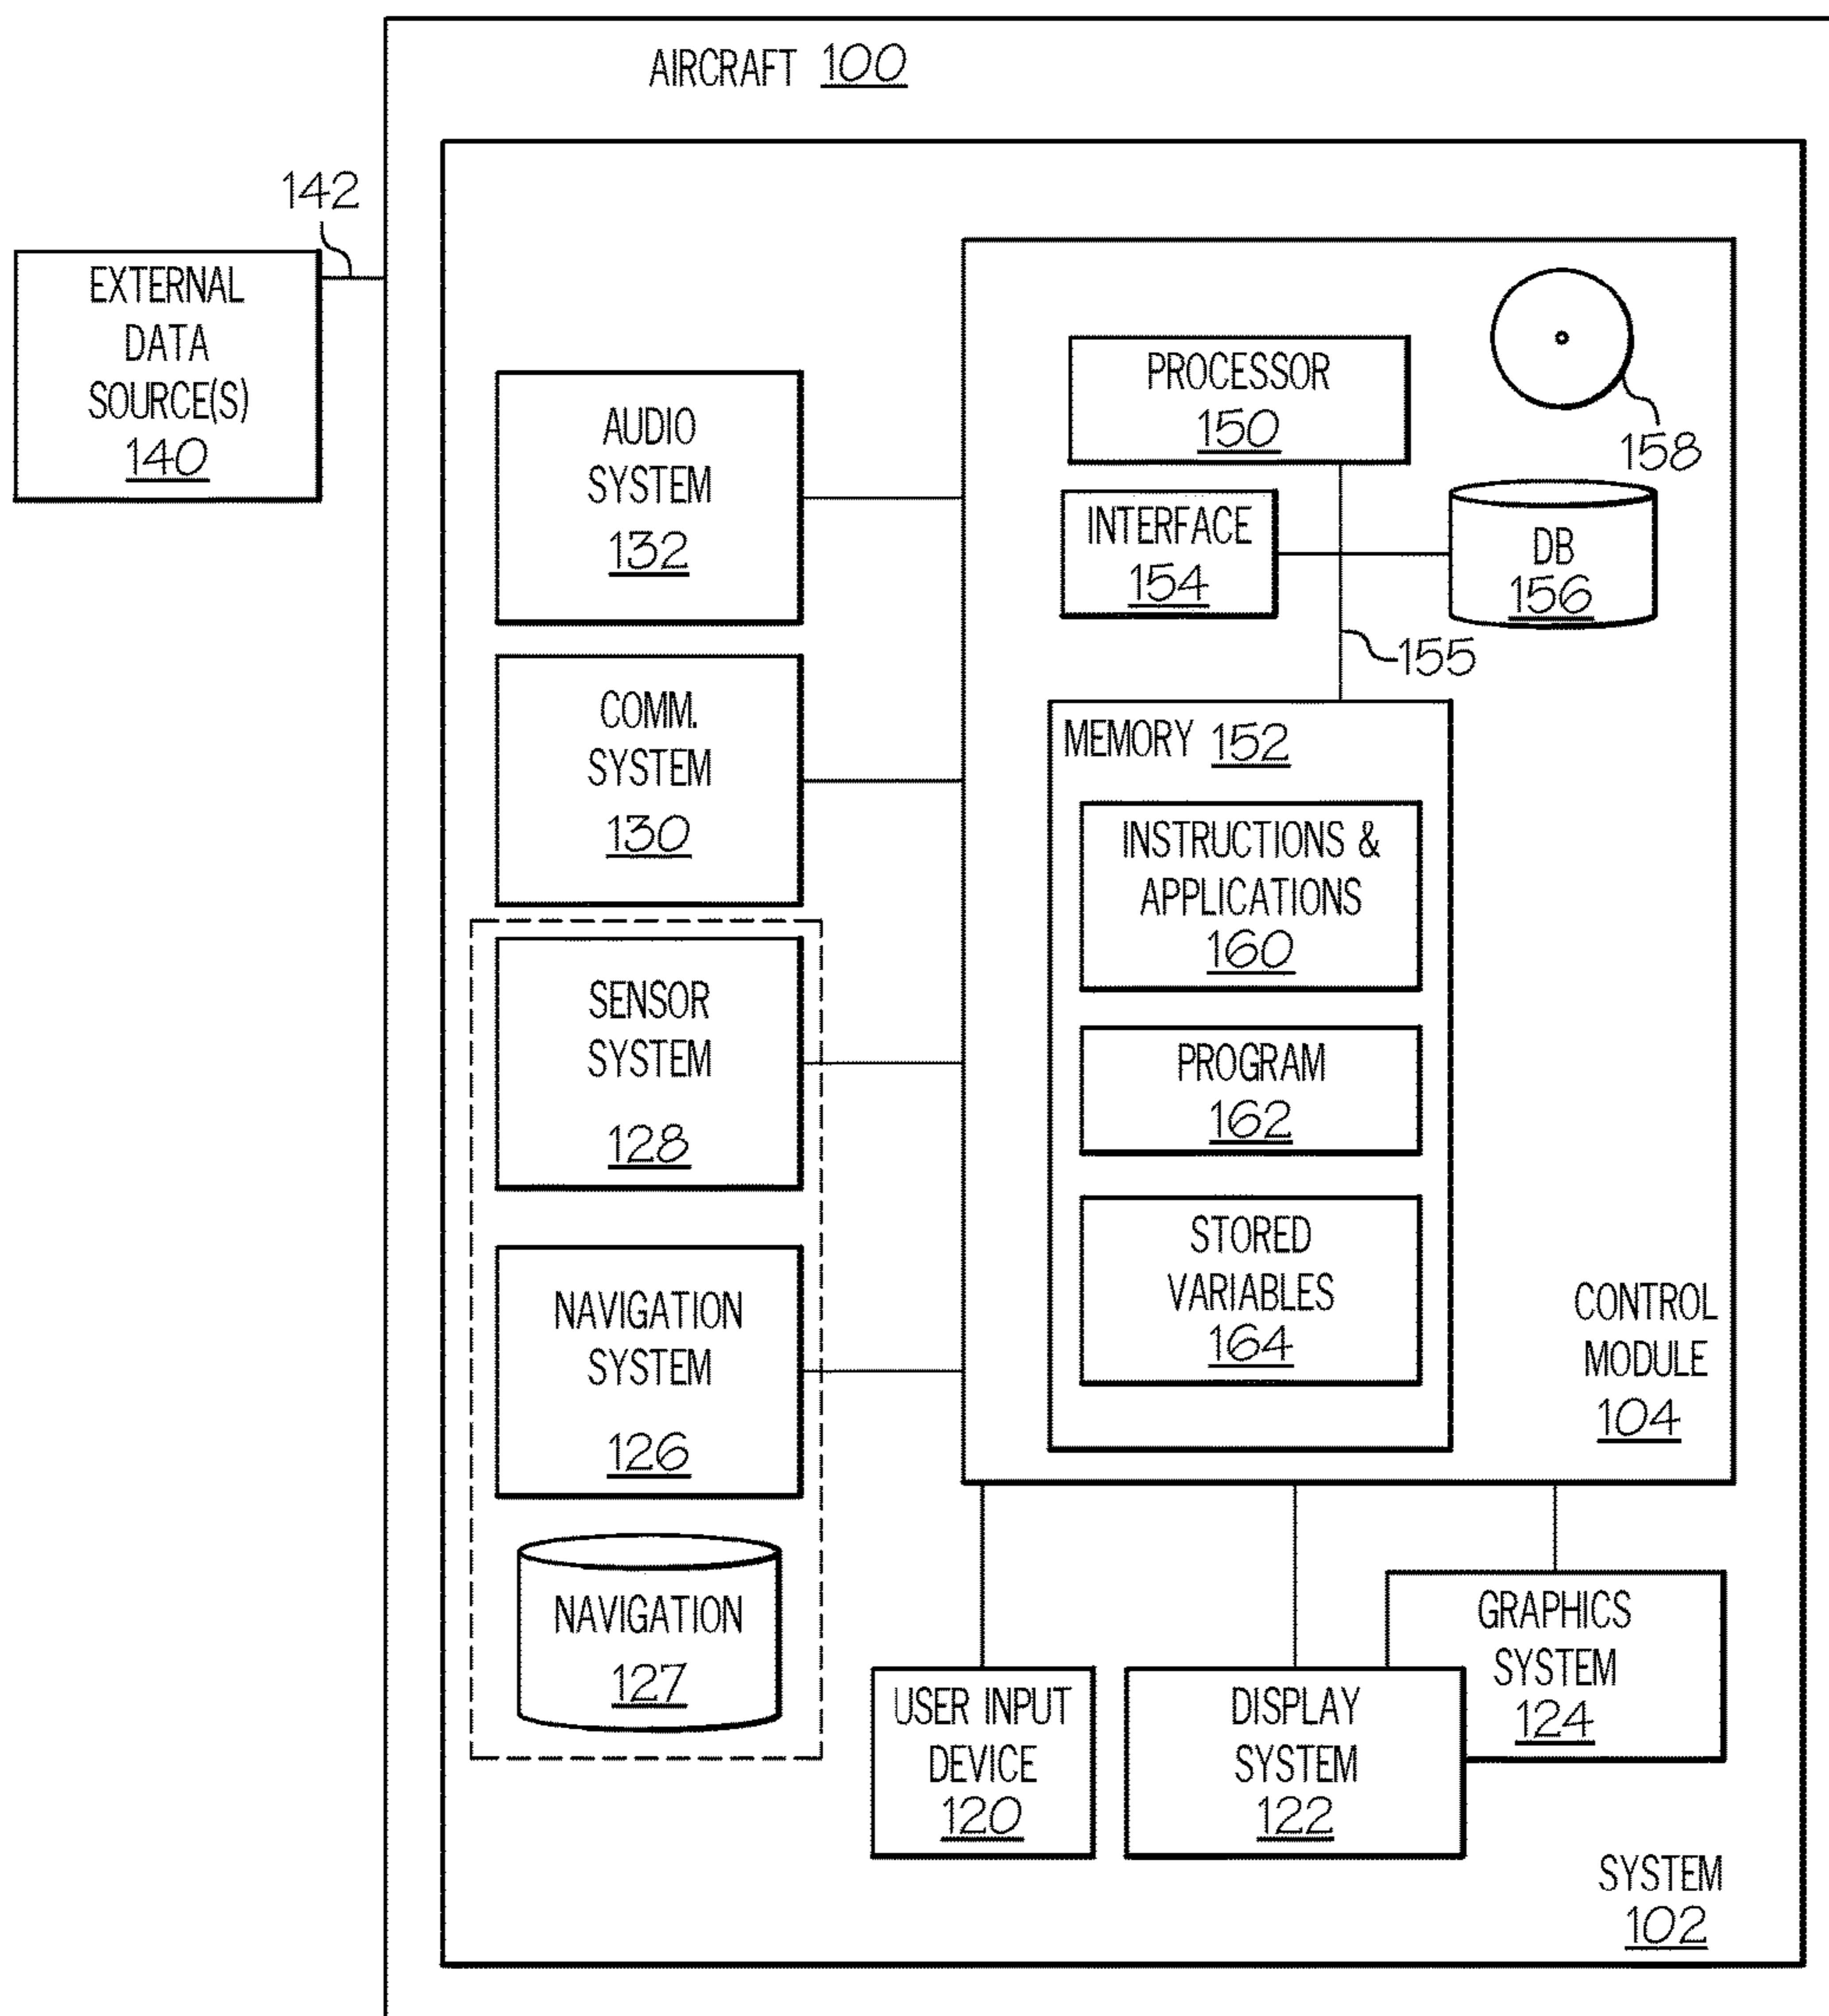 AIRCRAFT 100
142
EXTERNAL
DATA
SOURCE(S)
140
AUDIO
SYSTEM
132
COMM.
SYSTEM
130
SENSOR
SYSTEM
128
NAVIGATION
SYSTEM
126
NAVIGATION
127
PROCESSOR
150
158
INTERFACE
154
DB
156
155
MEMORY 152
INSTRUCTIONS &
APPLICATIONS
160
PROGRAM
162
STORED
VARIABLES
164
CONTROL
MODULE
104
USER INPUT
DEVICE
120
DISPLAY
SYSTEM
122
GRAPHICS
SYSTEM
124
SYSTEM
102